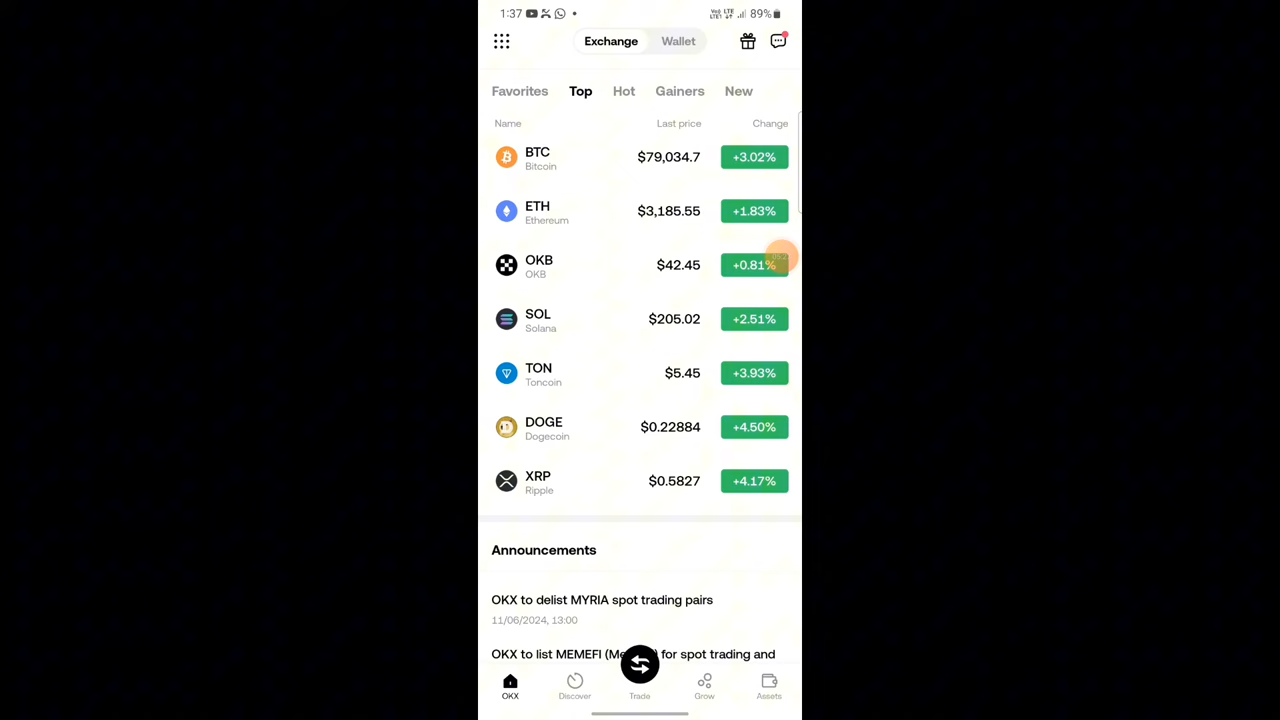 1:37 89%
Exchange Wallet
Favorites Top Hot Gainers New
Name Last price Change
BTC $79,034.7 +3.02%
Bitcoin
ETH $3,185.55 +1.83%
Ethereum
OKB $42.45 +0.81%
OKB
SOL $205.02 +2.51%
Solana
TON $5.45 +3.93%
Toncoin
DOGE $0.22884 +4.50%
Dogecoin
XRP $0.5827 +4.17%
Ripple
Announcements
OKX to delist MYRIA spot trading pairs
11/06/2024, 13:00
OKX to list MEMEFI for spot trading and
OKX Discover Trade Grow Assets